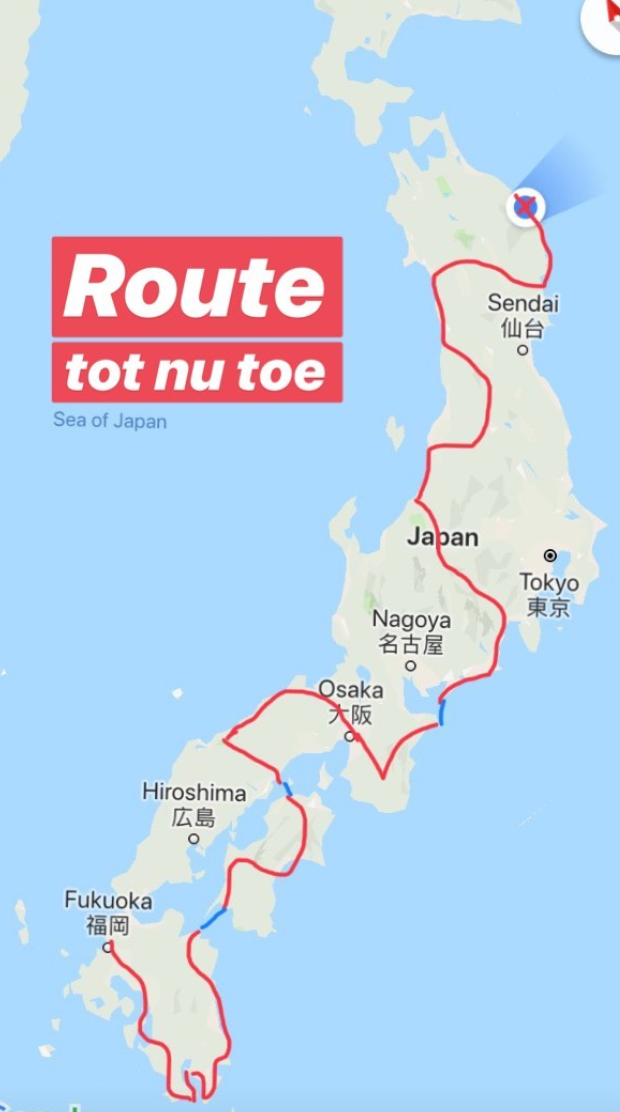 Route
tot nu toe
Sea of Japan
Sendai
仙台
Japan
Tokyo
東京
Nagoya
名古屋
Osaka
大阪
Hiroshima
広島
Fukuoka
福岡